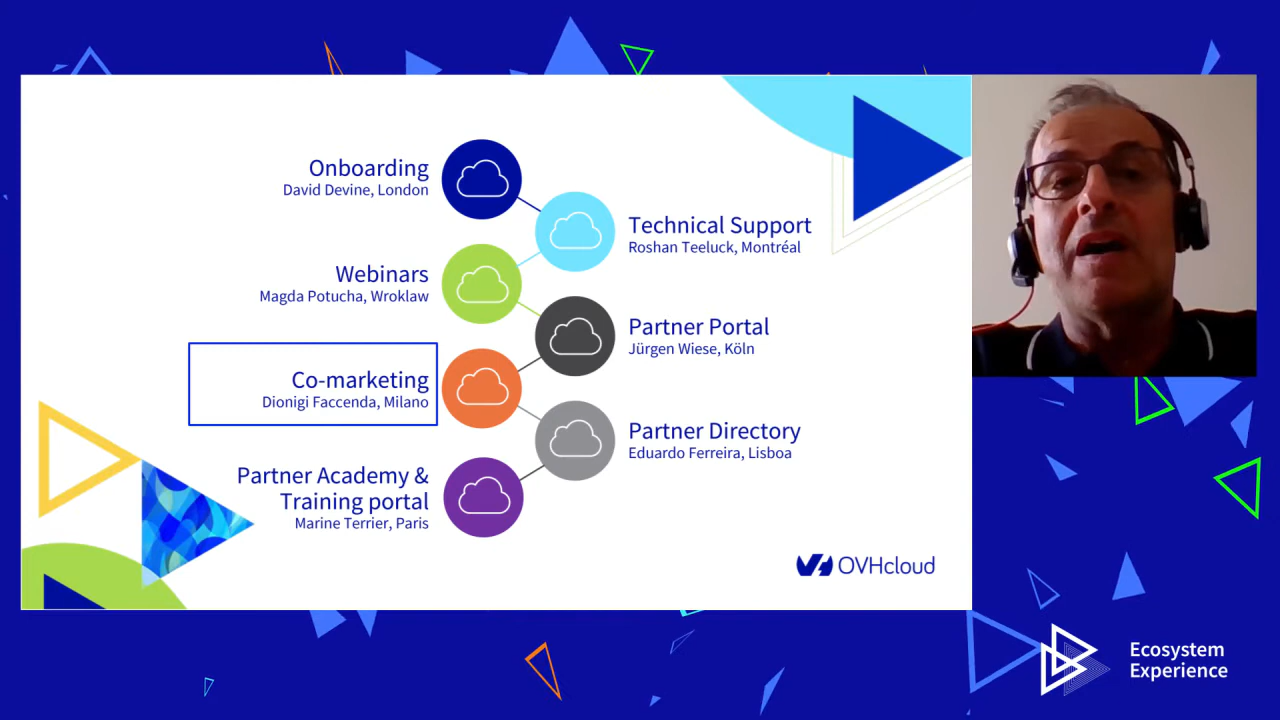 Onboarding
David Devine, London
Technical Support
Roshan Teeluck, Montréal
Webinars
Magda Potucha, Wroklaw
Partner Portal
Jürgen Wiese, Köln
Co-marketing
Dionigi Faccenda, Milano
Partner Directory
Eduardo Ferreira, Lisboa
Partner Academy &
Training portal
Marine Terrier, Paris
OVHcloud
Ecosystem
Experience